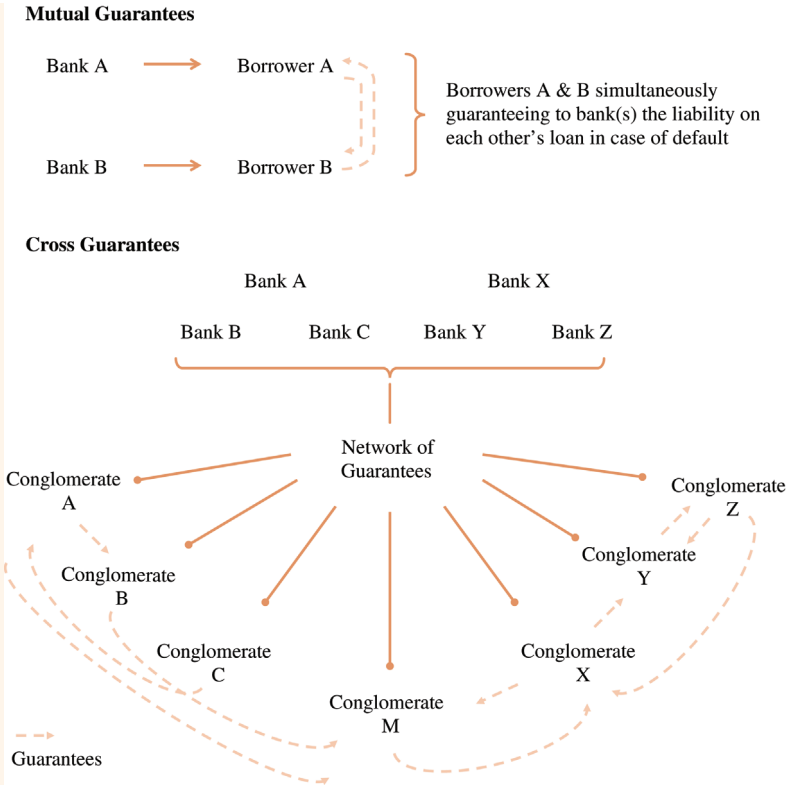 Mutual Guarantees
Bank A
Borrower A
Borrowers A & B simultaneously
guaranteeing to bank(s) the liability on
each other’s loan in case of default
Bank B
Borrower B
Cross Guarantees
Bank A
Bank X
Bank B
Bank C
Bank Y
Bank Z
Network of
Guarantees
Conglomerate
A
Conglomerate
Z
Conglomerate
B
Conglomerate
Y
Conglomerate
C
Conglomerate
X
Conglomerate
M
Guarantees